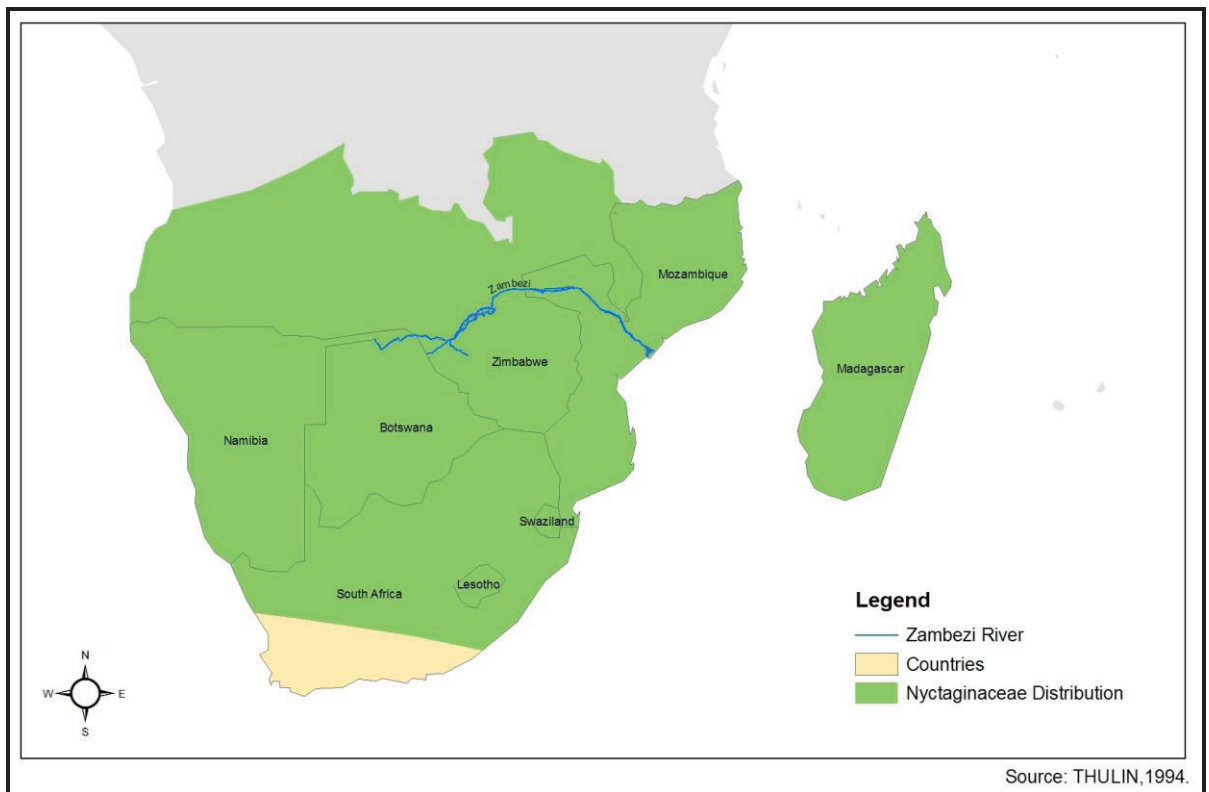 Zambezi
Mozambique
Zimbabwe
Madagascar
Botswana
Namibia
Swaziland
Lesotho
South Africa
Legend
Zambezi River
Countries
Nyctaginaceae Distribution
N
W E
S
Source: THULIN,1994.